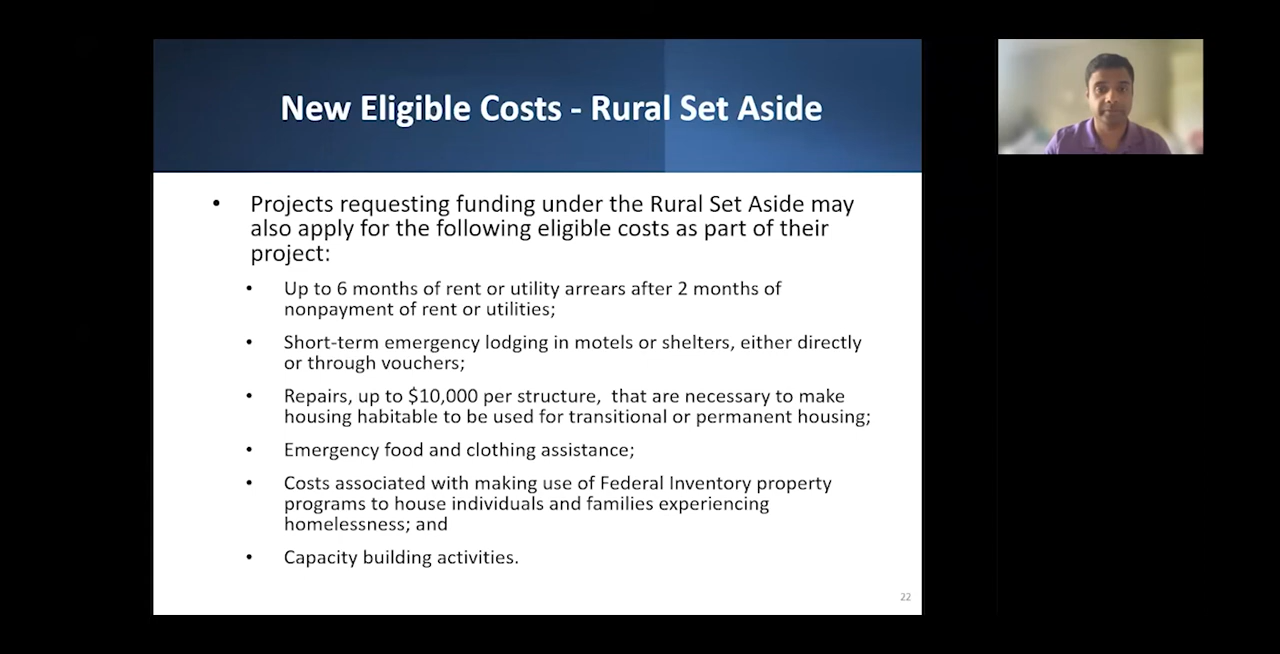 New Eligible Costs - Rural Set Aside
• Projects requesting funding under the Rural Set Aside may
also apply for the following eligible costs as part of their
project:
• Up to 6 months of rent or utility arrears after 2 months of
nonpayment of rent or utilities;
• Short-term emergency lodging in motels or shelters, either directly
or through vouchers;
• Repairs, up to $10,000 per structure,  that are necessary to make
housing habitable to be used for transitional or permanent housing;
• Emergency food and clothing assistance;
• Costs associated with making use of Federal Inventory property
programs to house individuals and families experiencing
homelessness; and
• Capacity building activities.
22